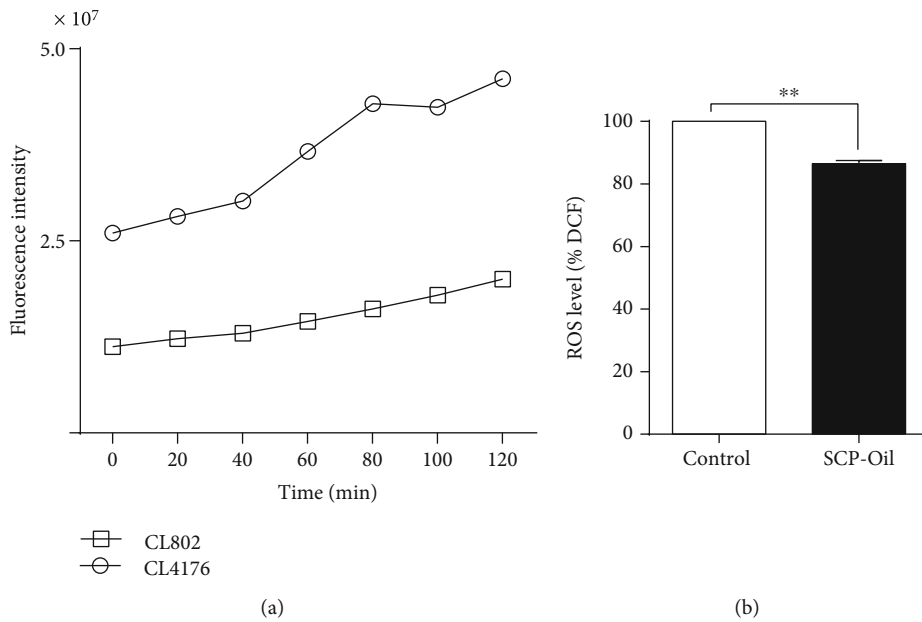 × 10⁷
5.0
2.5
Fluorescence intensity
0 20 40 60 80 100 120
Time (min)
CL802
CL4176
(a)
**
100
80
60
40
20
0
ROS level (% DCF)
Control SCP-Oil
(b)